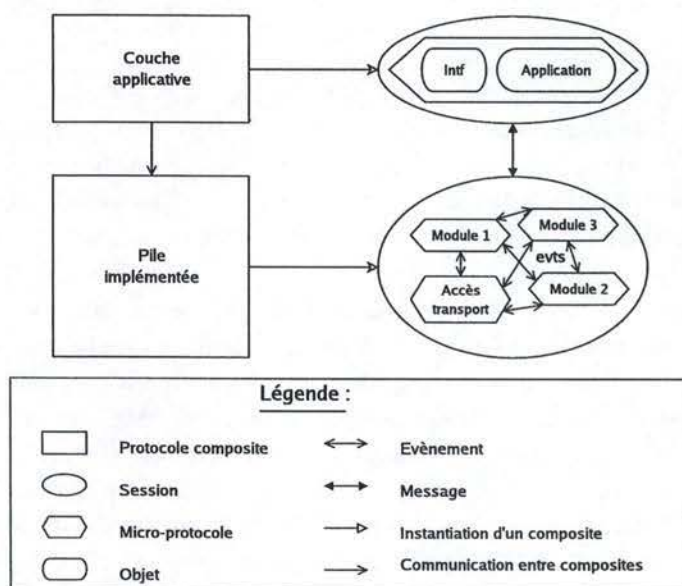 Couche
applicative
Intf
Application
Pile
implémentée
Module 1
Module 3
evts
Accès
transport
Module 2
Légende :
Protocole composite
Evènement
Session
Message
Micro-protocole
Instantiation d'un composite
Objet
Communication entre composites